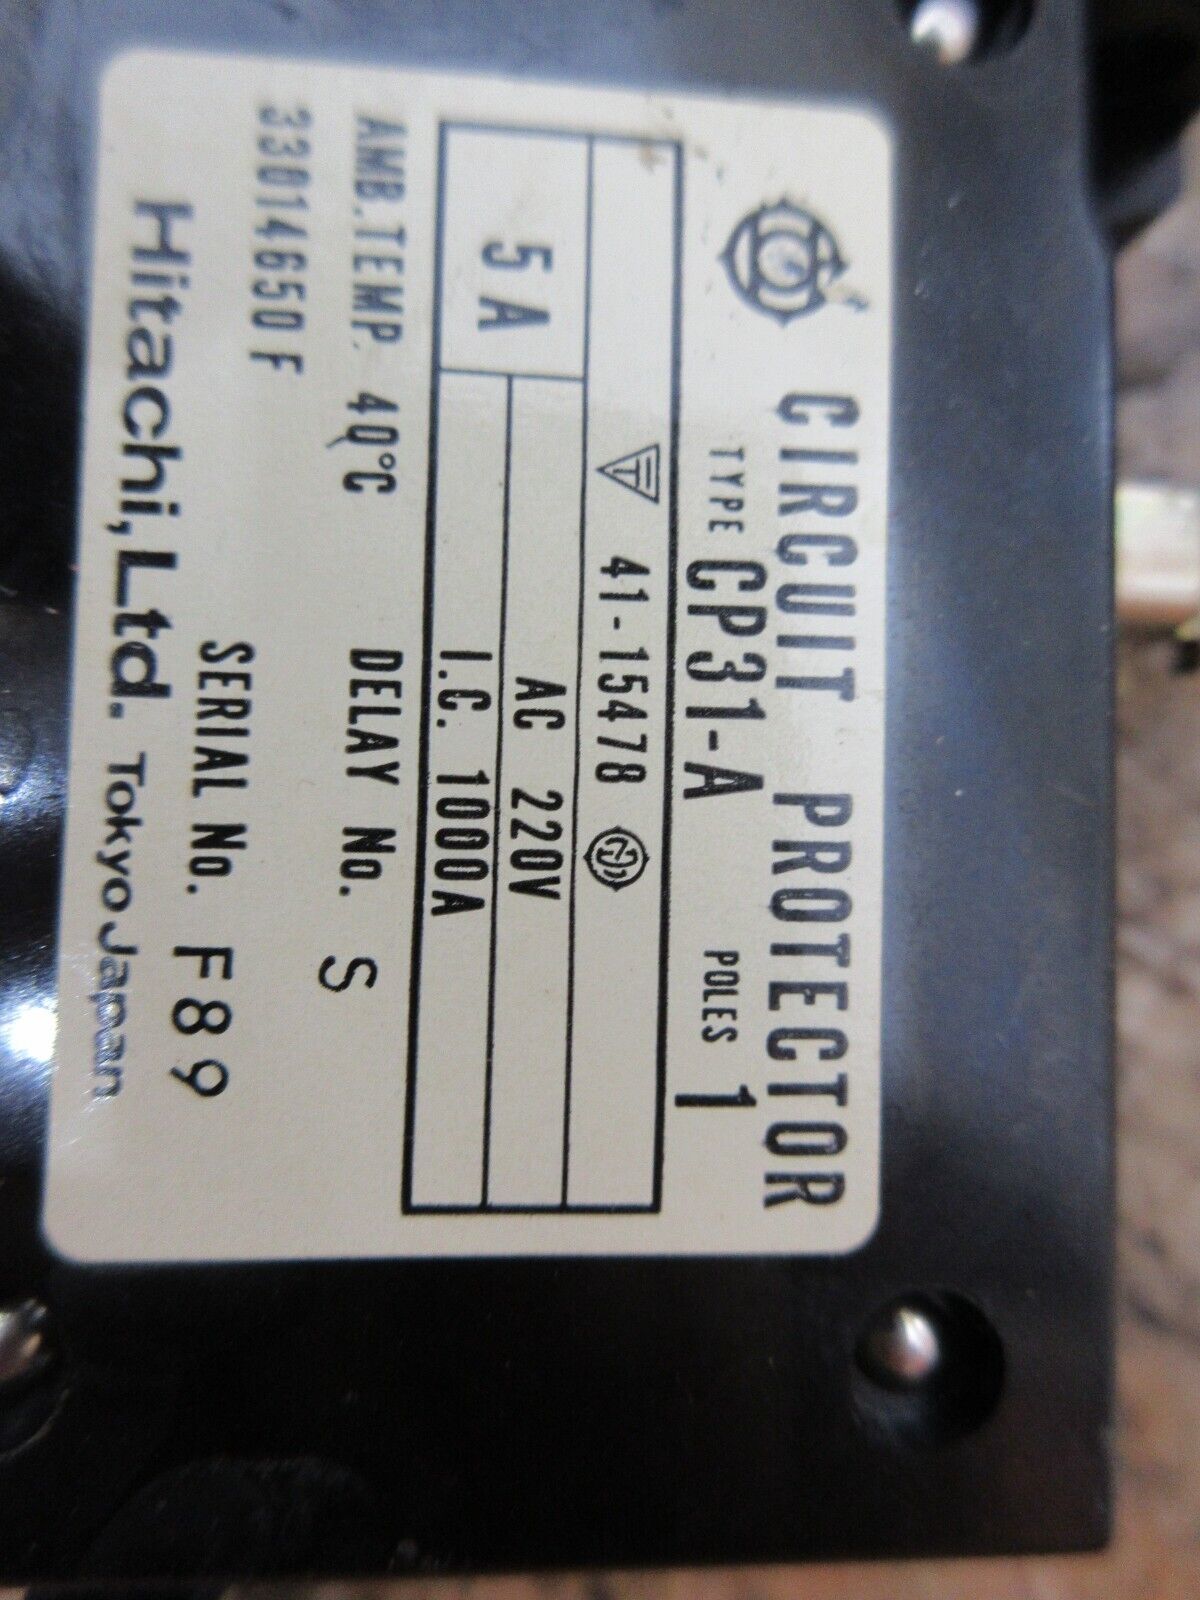 CIRCUIT PROTECTOR
TYPE CP31-A POLES 1
41-15478
5A AC 220V
I.C. 1000A
AMB.TEMP. 40°C DELAY No. S
33014650F
SERIAL No. F89
Hitachi, Ltd. Tokyo Japan